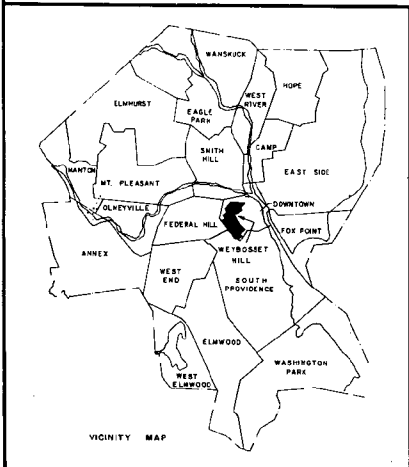 WANSKUCK
WEST
RIVER
HOPE
ELMHURST
EAGLE
PARK
SMITH
HILL
CAMP
EAST SIDE
MANTON
MT. PLEASANT
OLNEYVILLE
DOWNTOWN
FEDERAL HILL
FOX POINT
WEYBOSSET
HILL
ANNEX
WEST
END
SOUTH
PROVIDENCE
ELMWOOD
WASHINGTON
PARK
WEST
ELMWOOD
VICINITY MAP